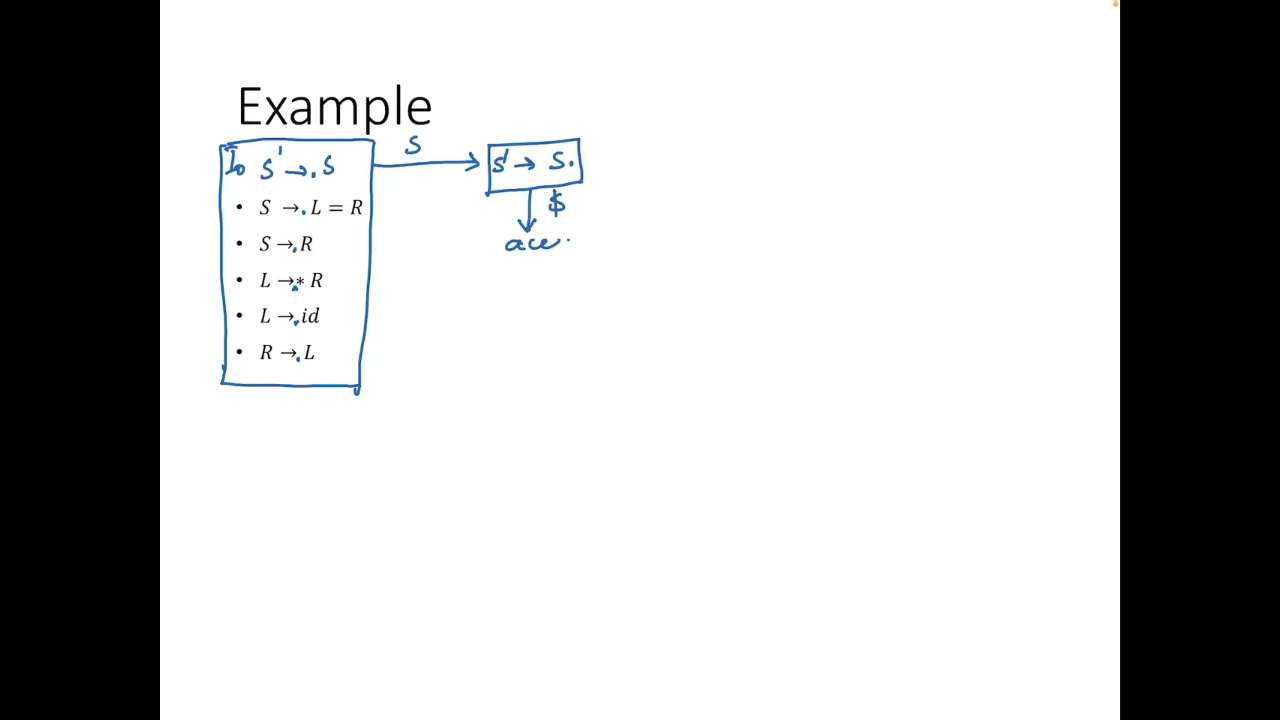 Example
S
I₀ S' → . S
S' → S.
• S → . L = R
$
• S → . R
acc.
• L → . * R
• L → . id
• R → . L